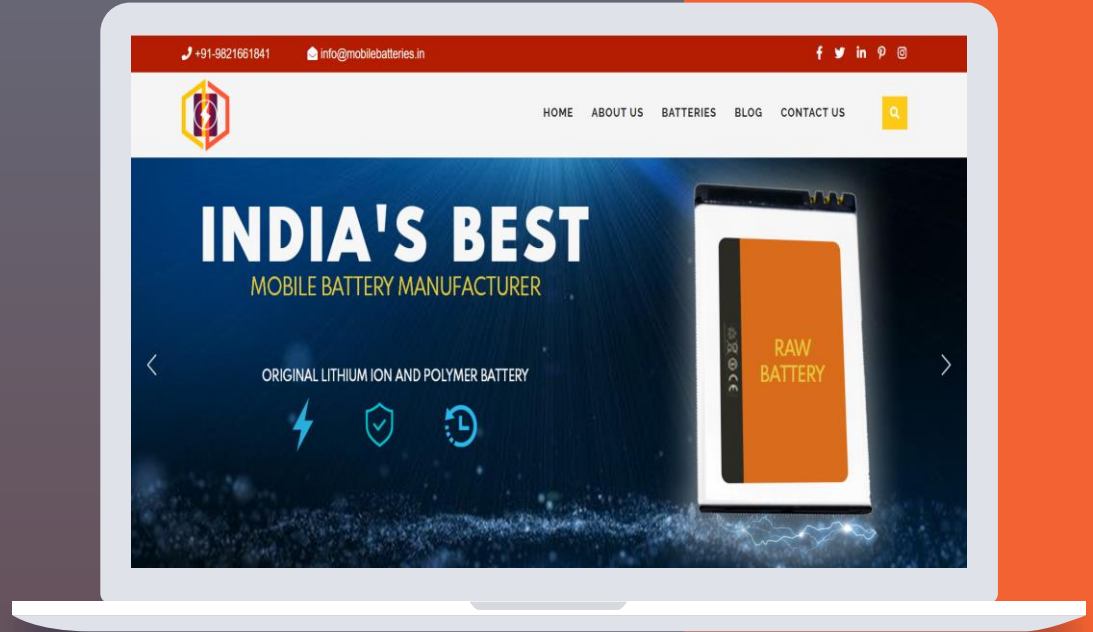 +91-9821661841 info@mobilebatteries.in
HOME ABOUT US BATTERIES BLOG CONTACT US
INDIA'S BEST
MOBILE BATTERY MANUFACTURER
ORIGINAL LITHIUM ION AND POLYMER BATTERY
RAW
BATTERY